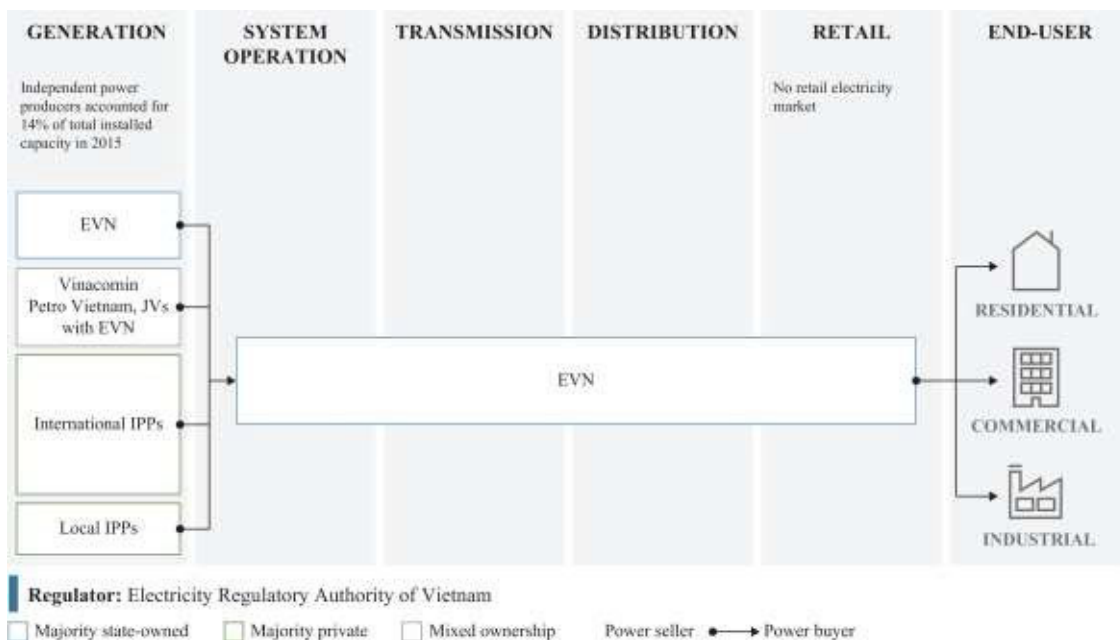 GENERATION
SYSTEM
OPERATION
TRANSMISSION
DISTRIBUTION
RETAIL
END-USER
Independent power
producers accounted for
14% of total installed
capacity in 2015
No retail electricity
market
EVN
Vinacomin
Petro Vietnam, JVs
with EVN
International IPPs
Local IPPs
EVN
RESIDENTIAL
COMMERCIAL
INDUSTRIAL
Regulator: Electricity Regulatory Authority of Vietnam
Majority state-owned
Majority private
Mixed ownership
Power seller
Power buyer